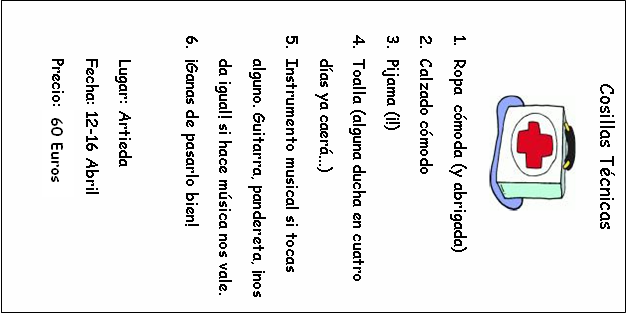 Cosillas Técnicas
1. Ropa cómoda (y abrigada)
2. Calzado cómodo
3. Pijama (i!)
4. Toalla (alguna ducha en cuatro
días ya caerá...)
5. Instrumento musical si tocas
alguno. Guitarra, pandereta, ¡nos
da igual! si hace música nos vale.
6. ¡Ganas de pasarlo bien!
Lugar: Artieda
Fecha: 12-16 Abril
Precio: 60 Euros